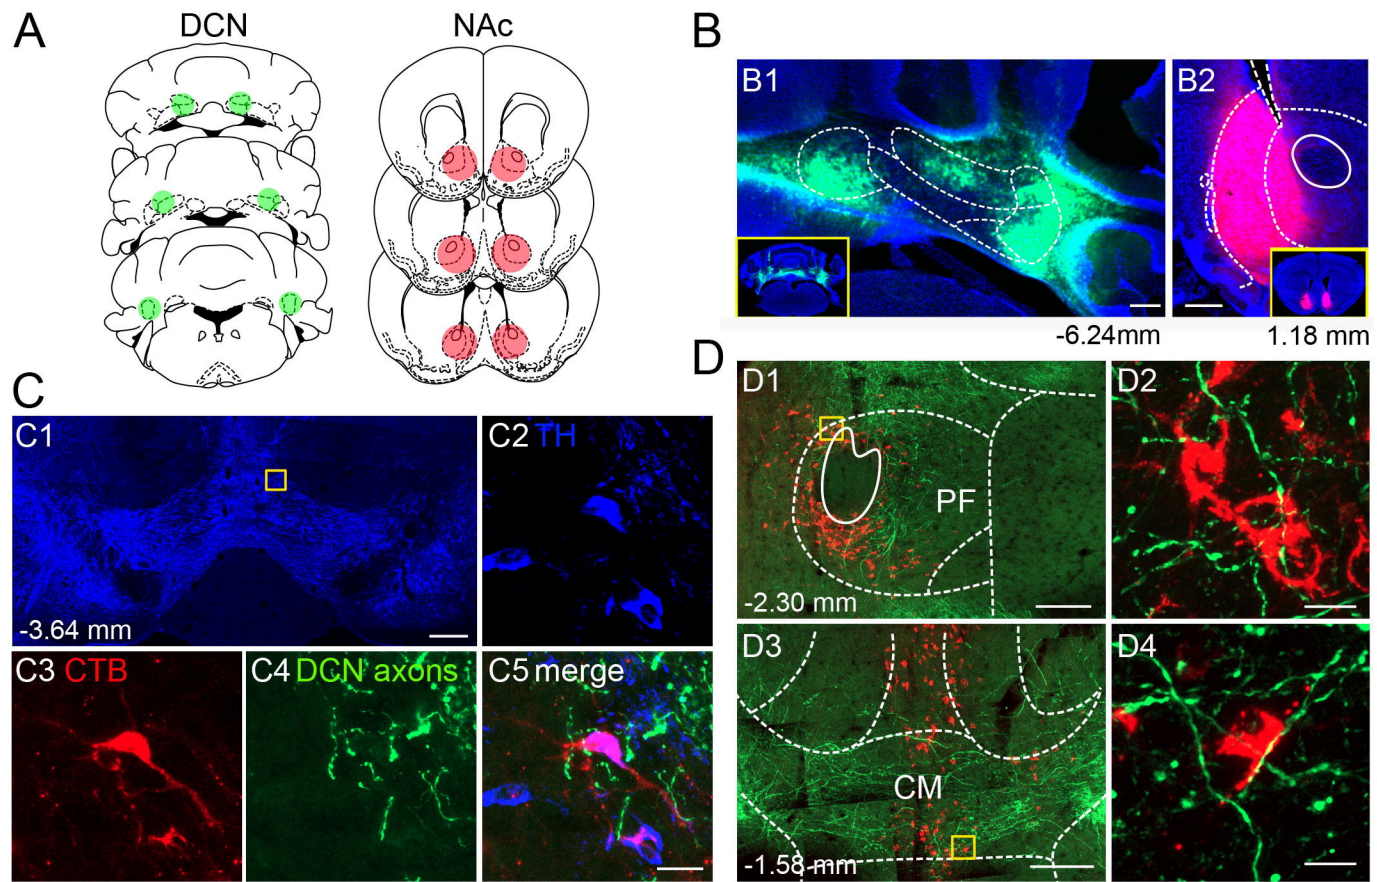 A
DCN
NAc
B
B1
B2
-6.24mm
1.18 mm
C
C1
-3.64 mm
C2 TH
C3 CTB
C4 DCN axons
C5 merge
D
D1
PF
-2.30 mm
D2
D3
CM
-1.58 mm
D4